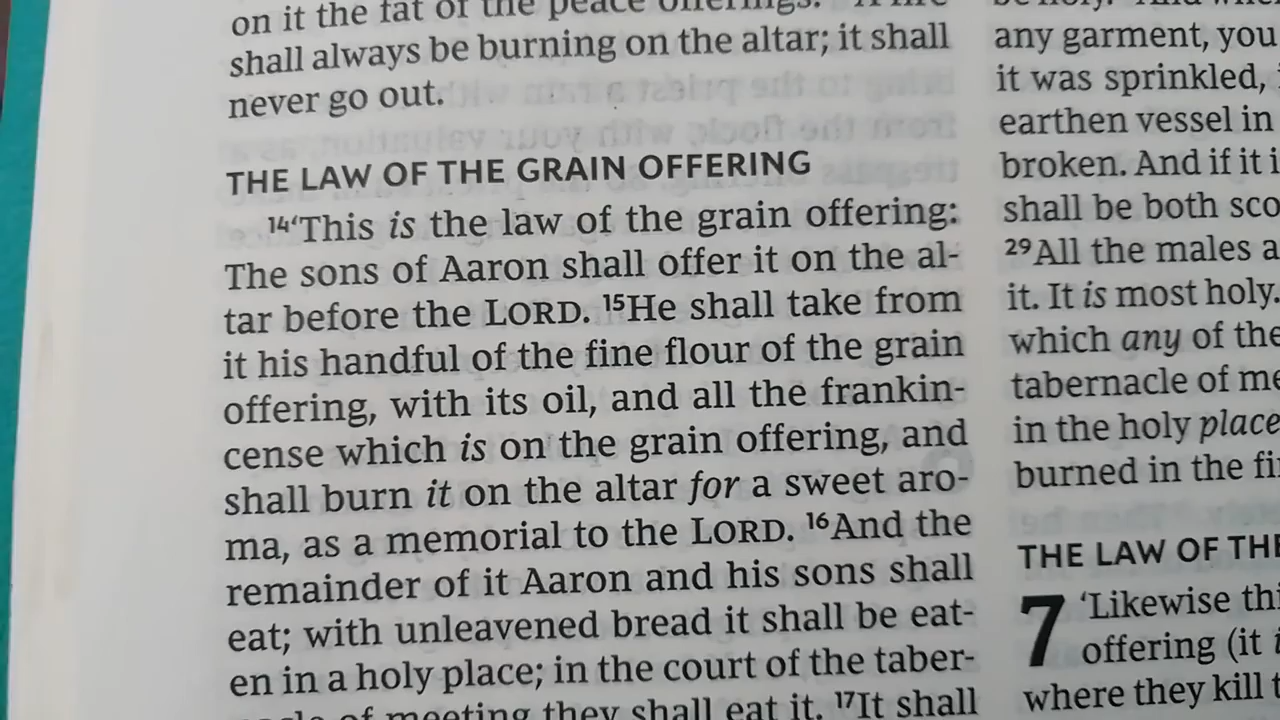 on it the fat of the peace offerings.
shall always be burning on the altar; it shall
never go out.
THE LAW OF THE GRAIN OFFERING
¹⁴‘This is the law of the grain offering:
The sons of Aaron shall offer it on the al-
tar before the LORD. ¹⁵He shall take from
it his handful of the fine flour of the grain
offering, with its oil, and all the frankin-
cense which is on the grain offering, and
shall burn it on the altar for a sweet aro-
ma, as a memorial to the LORD. ¹⁶And the
remainder of it Aaron and his sons shall
eat; with unleavened bread it shall be eat-
en in a holy place; in the court of the taber-
of meeting they shall eat it. ¹⁷It shall
any garment, you
it was sprinkled,
earthen vessel in
broken. And if it
shall be both
²⁹All the males
it. It is most holy.
which any of the
tabernacle of
in the holy place
burned in the
THE LAW OF
7 ‘Likewise
offering (it
where they kill